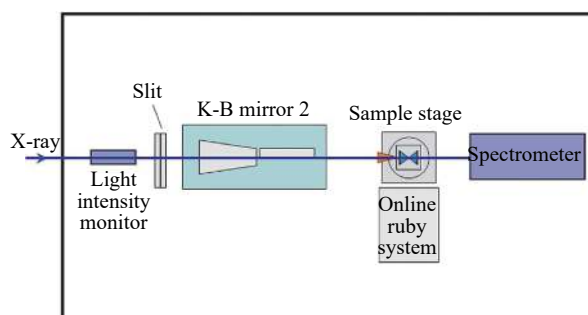 Slit
K-B mirror 2
Sample stage
X-ray
Spectrometer
Light
intensity
monitor
Online
ruby
system